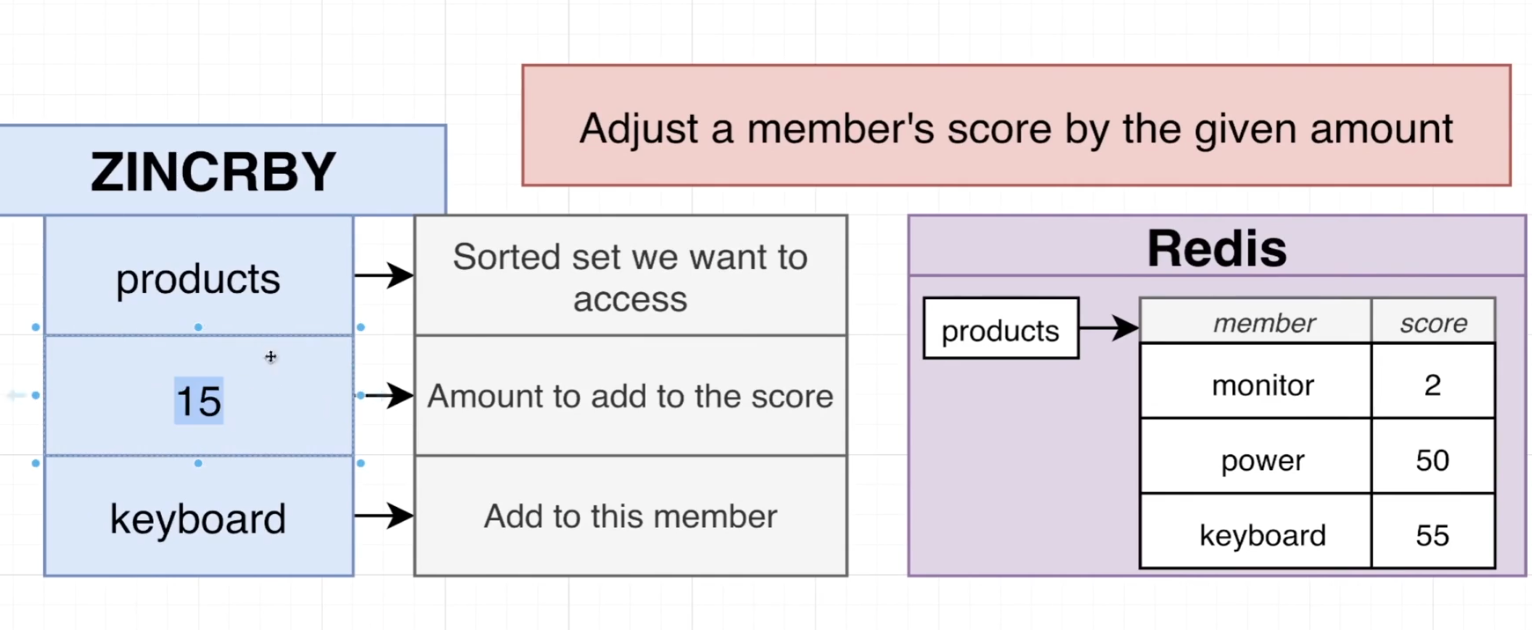 Adjust a member's score by the given amount
ZINCRBY
products
Sorted set we want to
access
15
Amount to add to the score
keyboard
Add to this member
Redis
products
member score
monitor 2
power 50
keyboard 55